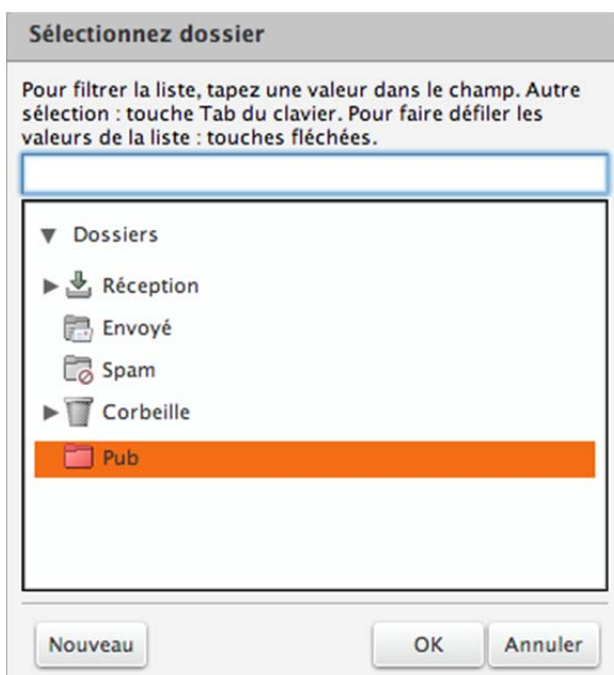 Sélectionnez dossier
Pour filtrer la liste, tapez une valeur dans le champ. Autre
sélection : touche Tab du clavier. Pour faire défiler les
valeurs de la liste : touches fléchées.
Dossiers
Réception
Envoyé
Spam
Corbeille
Pub
Nouveau OK Annuler